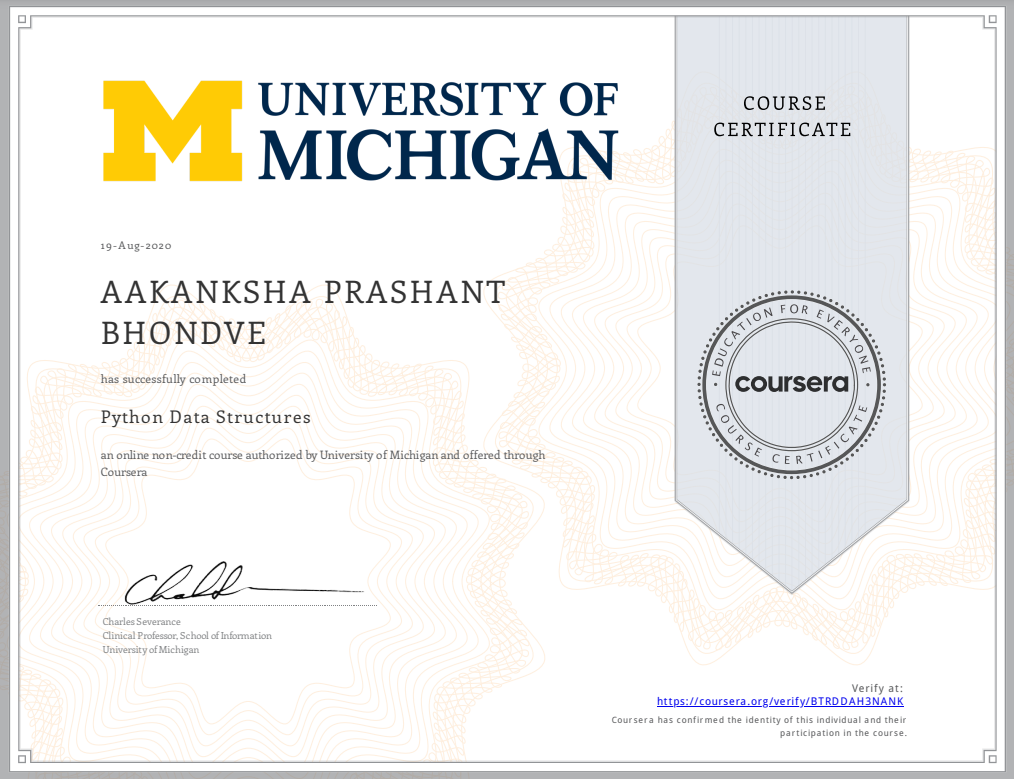 UNIVERSITY OF
MICHIGAN
COURSE
CERTIFICATE
19-Aug-2020
AAKANKSHA PRASHANT
BHONDVE
has successfully completed
Python Data Structures
an online non-credit course authorized by University of Michigan and offered through
Coursera
EDUCATION FOR EVERYONE
coursera
COURSE CERTIFICATE
Charles Severance
Clinical Professor, School of Information
University of Michigan
Verify at:
https://coursera.org/verify/BTRDDAH3NANK
Coursera has confirmed the identity of this individual and their
participation in the course.